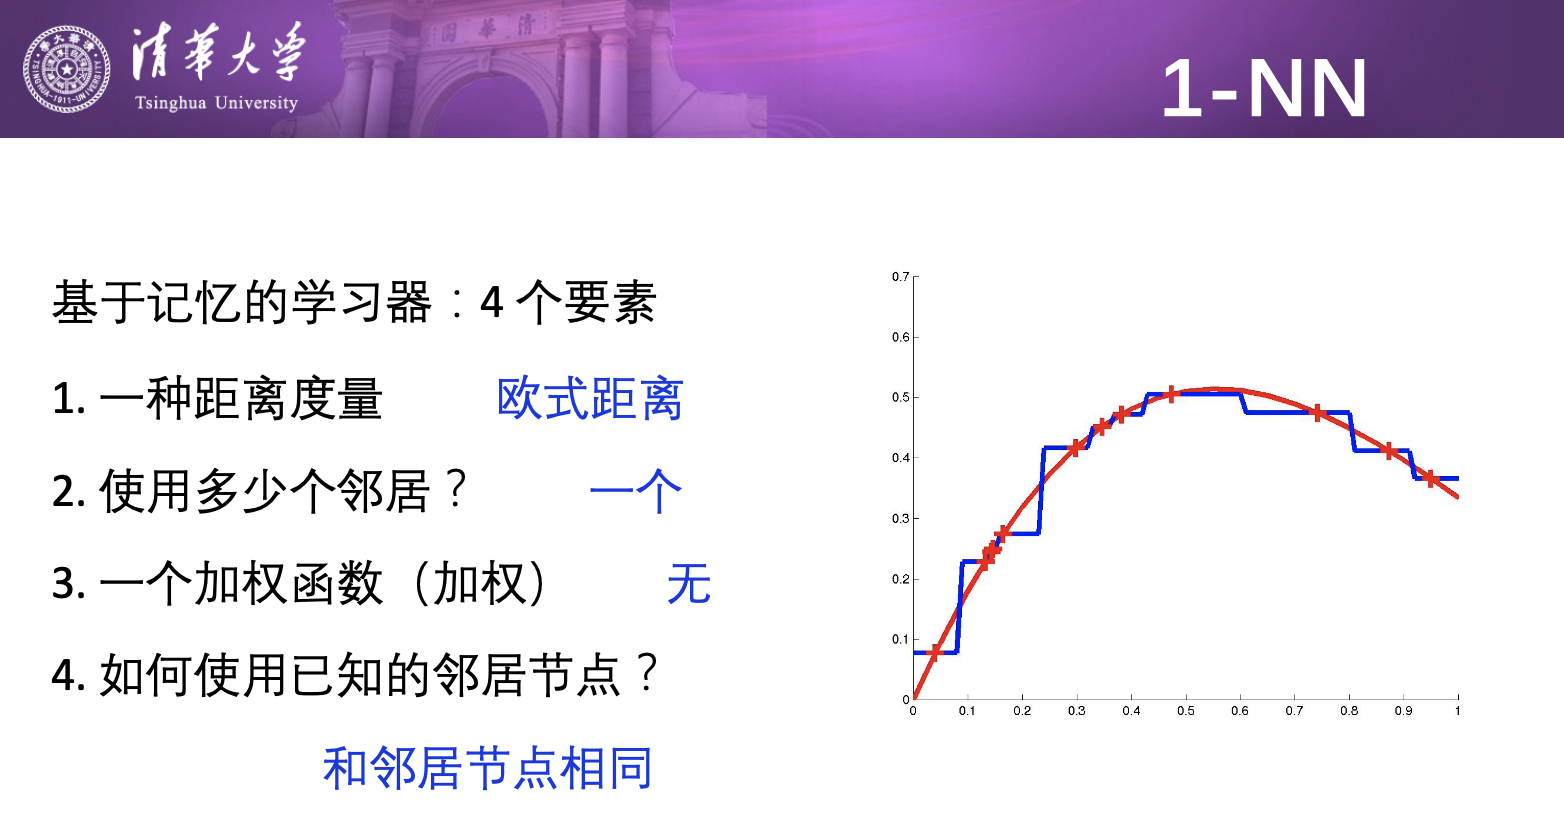 清華大学
Tsinghua University
1-NN
基于记忆的学习器:4 个要素
1. 一种距离度量 欧式距离
2. 使用多少个邻居? 一个
3. 一个加权函数(加权) 无
4. 如何使用已知的邻居节点?
和邻居节点相同
0.7
0.6
0.5
0.4
0.3
0.2
0.1
0
0 0.1 0.2 0.3 0.4 0.5 0.6 0.7 0.8 0.9 1